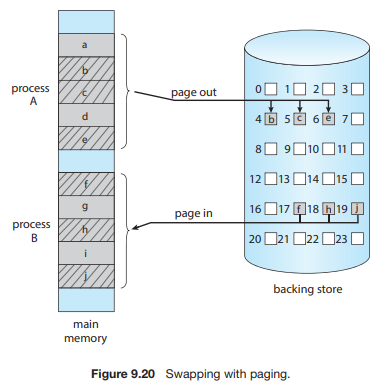 a
b
c
d
e
f
g
h
i
j
process
A
process
B
main
memory
page out
page in
0 1 2 3
4 b 5 c 6 e 7
8 9 10 11
12 13 14 15
16 17 f 18 h 19 j
20 21 22 23
backing store
Figure 9.20 Swapping with paging.